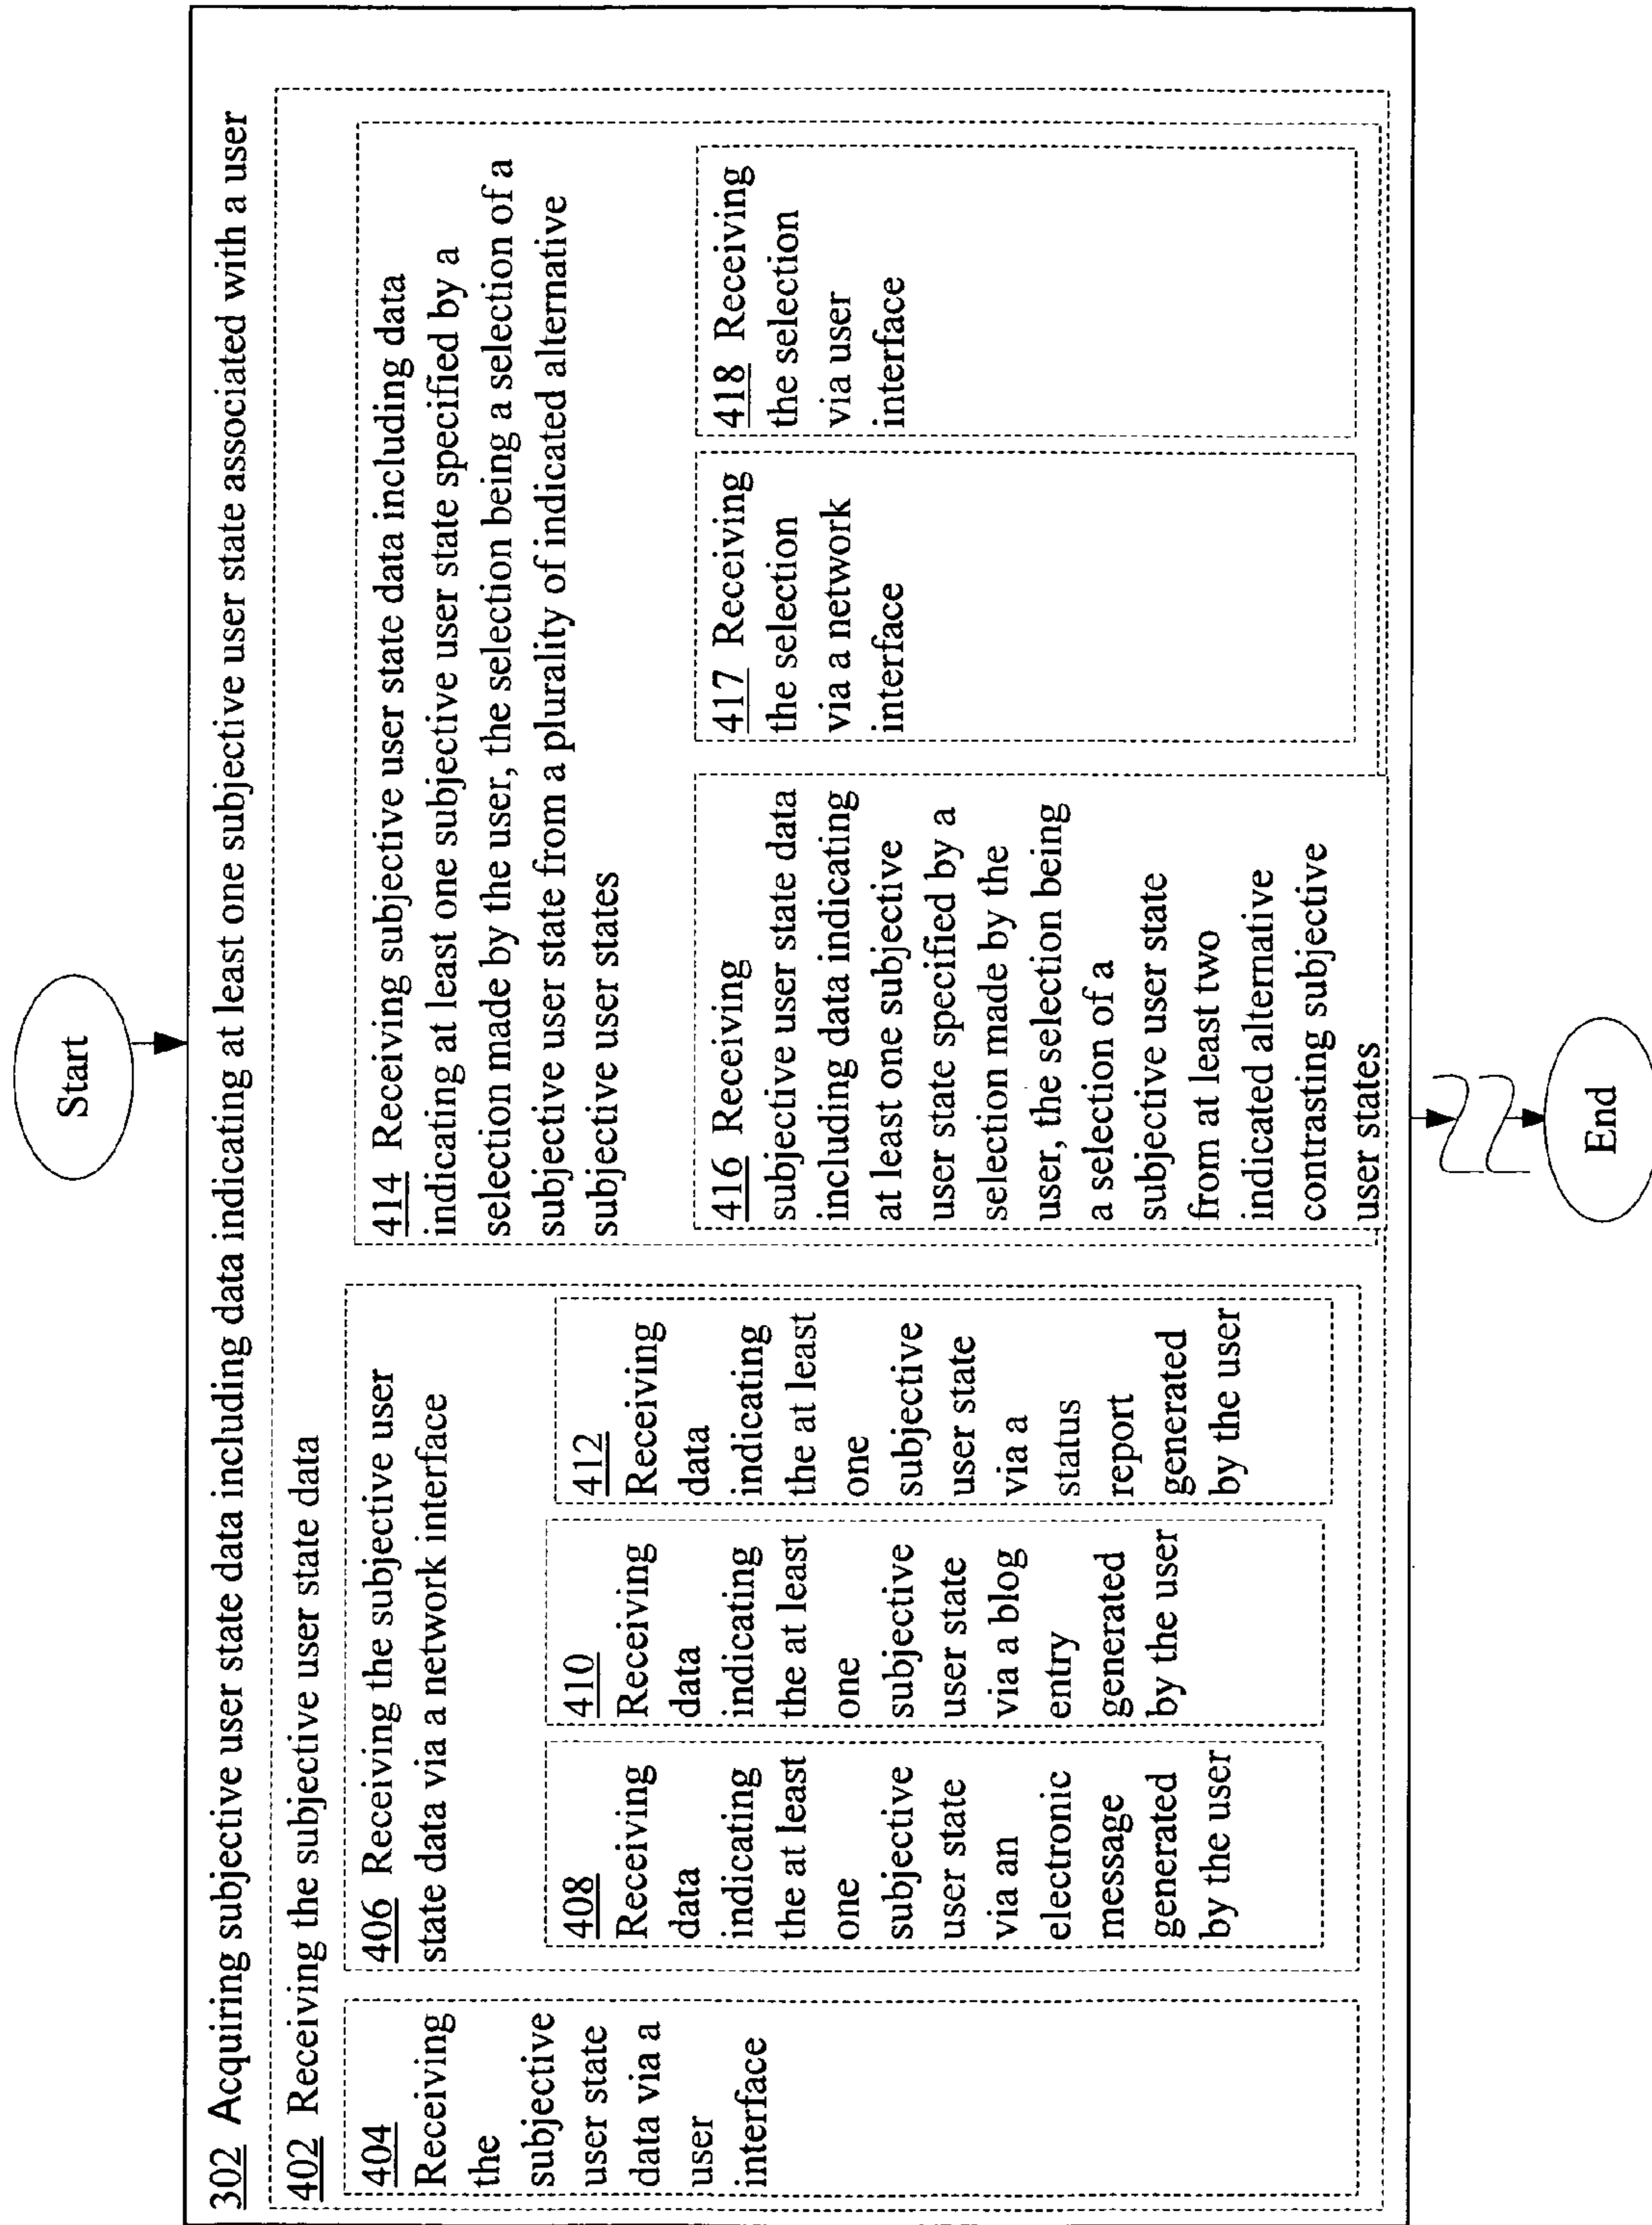 Start
302 Acquiring subjective user state data including data indicating at least one subjective user state associated with a user
402 Receiving the subjective user state data
404
Receiving
the
subjective
user state
data via a
user
interface
406 Receiving the subjective user
state data via a network interface
408
Receiving
data
indicating
the at least
one
subjective
user state
via an
electronic
message
generated
by the user
410
Receiving
data
indicating
the at least
one
subjective
user state
via a blog
entry
generated
by the user
412
Receiving
data
indicating
the at least
one
subjective
user state
via a
status
report
generated
by the user
414 Receiving subjective user state data including data
indicating at least one subjective user state specified by a
selection made by the user, the selection being a selection of a
subjective user state from a plurality of indicated alternative
subjective user states
416 Receiving
subjective user state data
including data indicating
at least one subjective
user state specified by a
selection made by the
user, the selection being
a selection of a
subjective user state
from at least two
indicated alternative
contrasting subjective
user states
417 Receiving
the selection
via a network
interface
418 Receiving
the selection
via user
interface
End